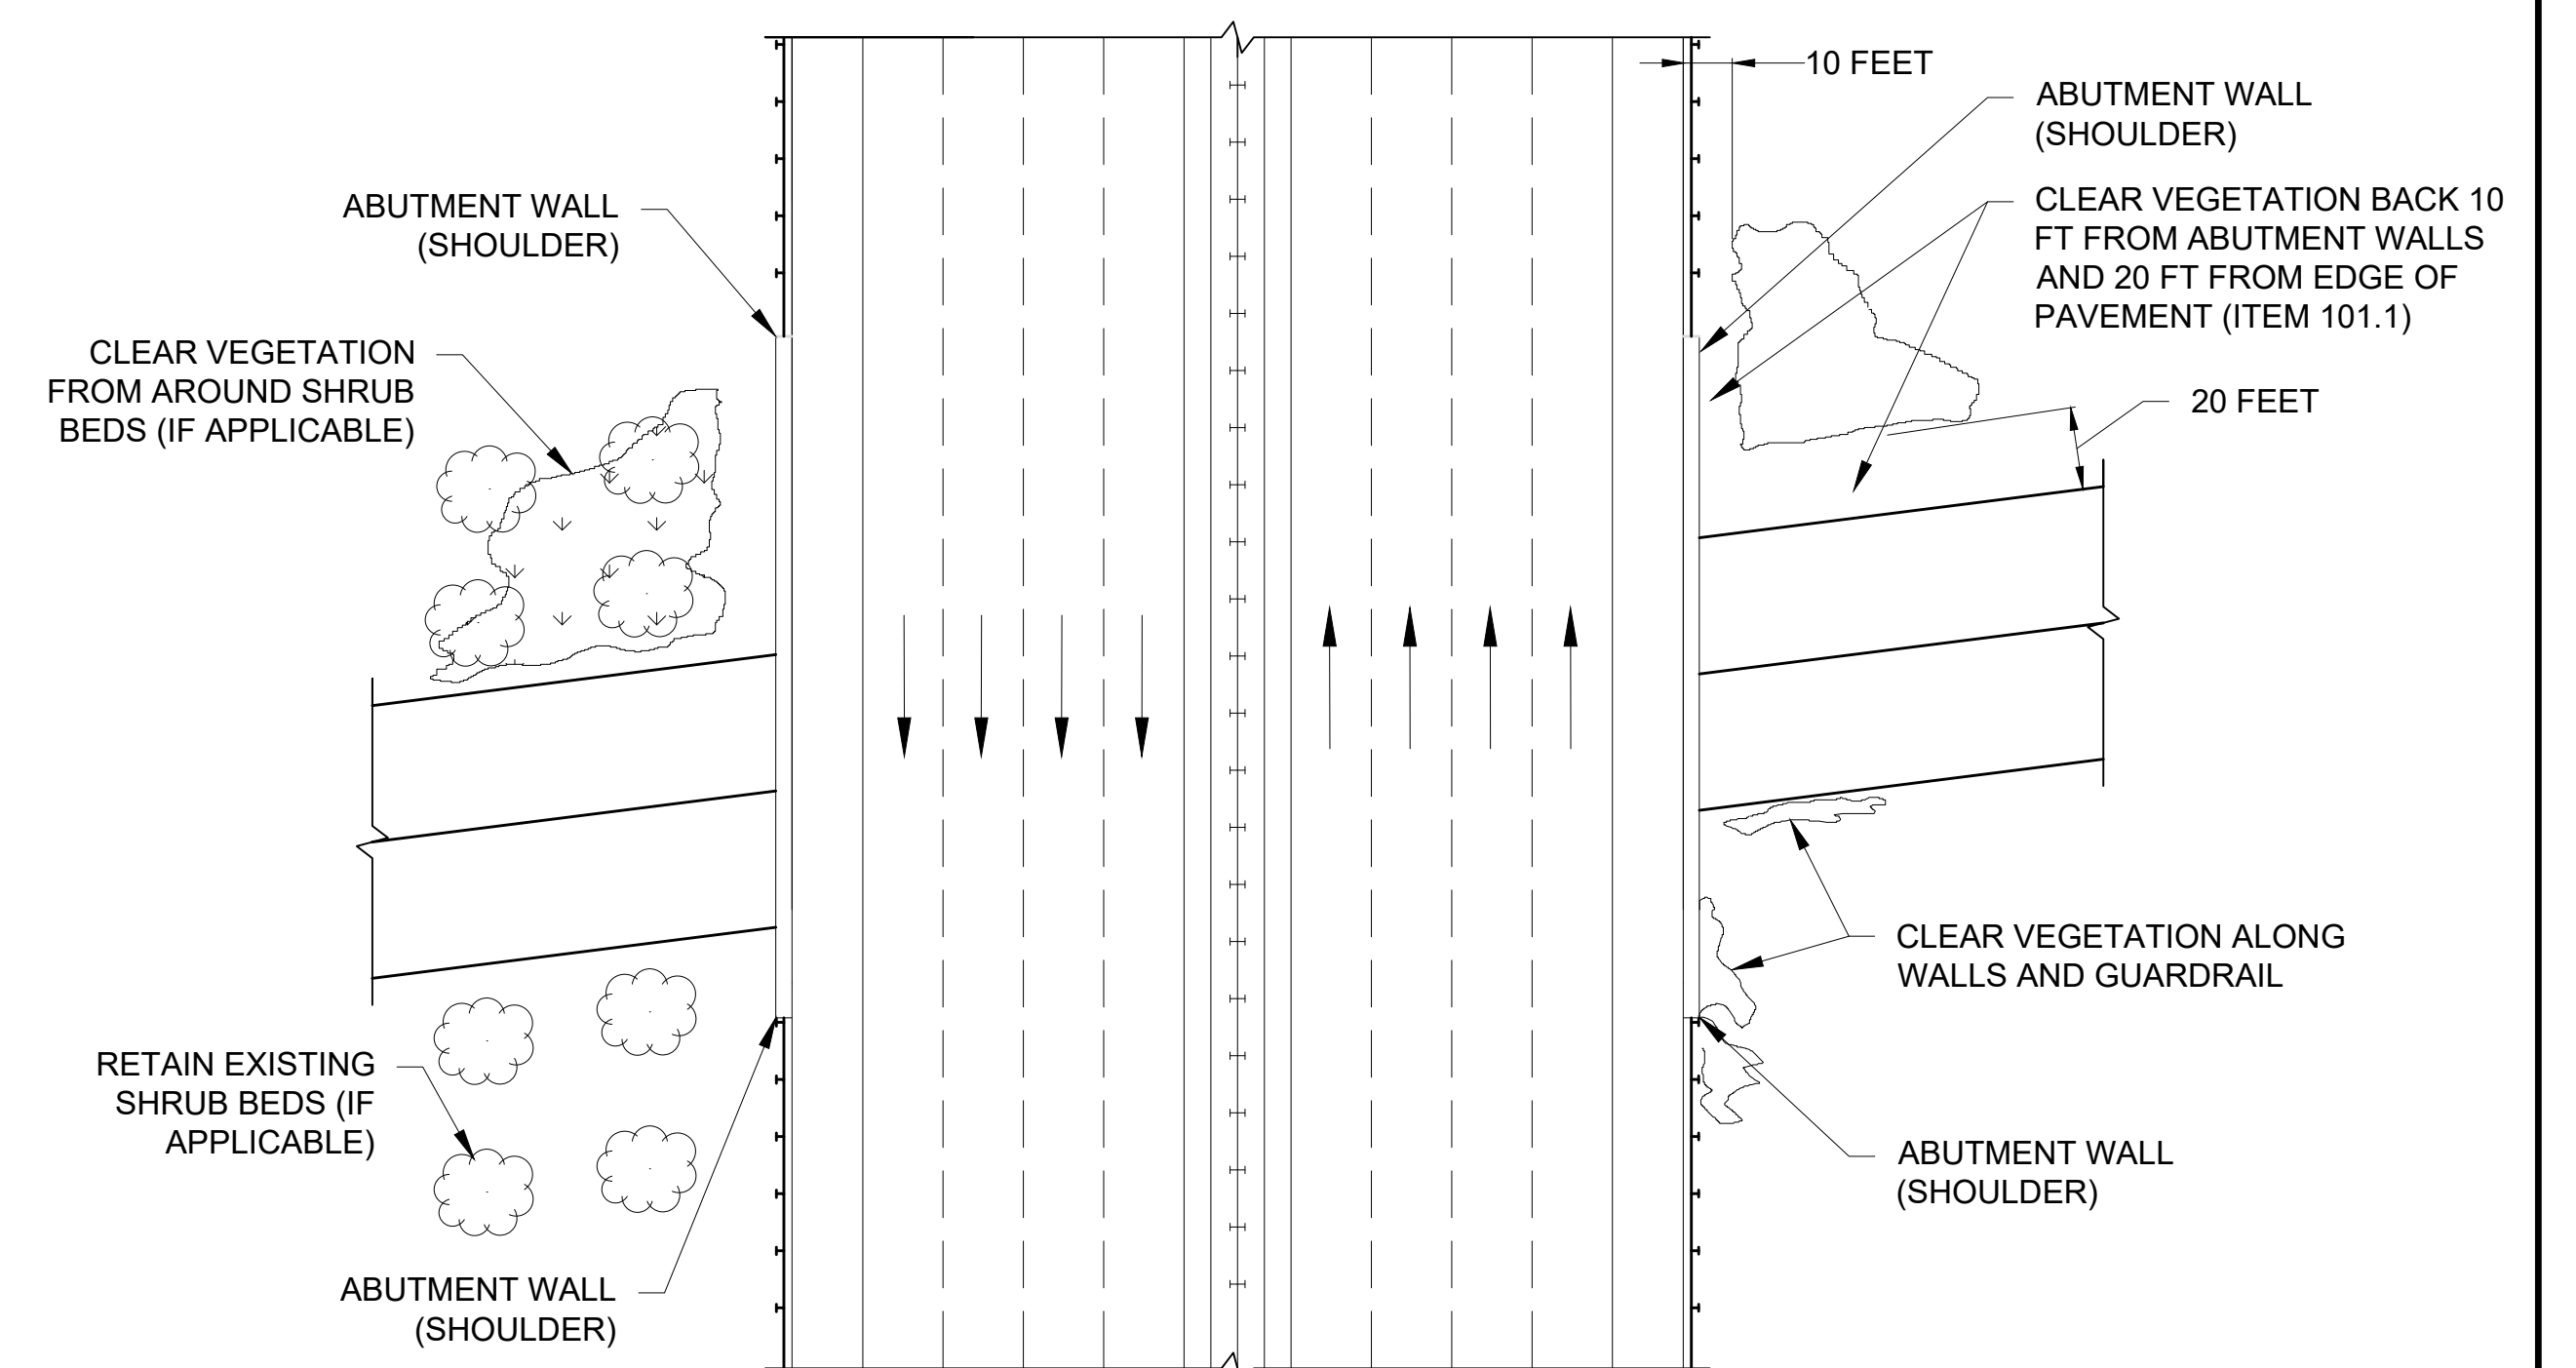 10 FEET
ABUTMENT WALL
(SHOULDER)
CLEAR VEGETATION BACK 10
FT FROM ABUTMENT WALLS
AND 20 FT FROM EDGE OF
PAVEMENT (ITEM 101.1)
ABUTMENT WALL
(SHOULDER)
CLEAR VEGETATION
FROM AROUND SHRUB
BEDS (IF APPLICABLE)
20 FEET
CLEAR VEGETATION ALONG
WALLS AND GUARDRAIL
RETAIN EXISTING
SHRUB BEDS (IF
APPLICABLE)
ABUTMENT WALL
(SHOULDER)
ABUTMENT WALL
(SHOULDER)